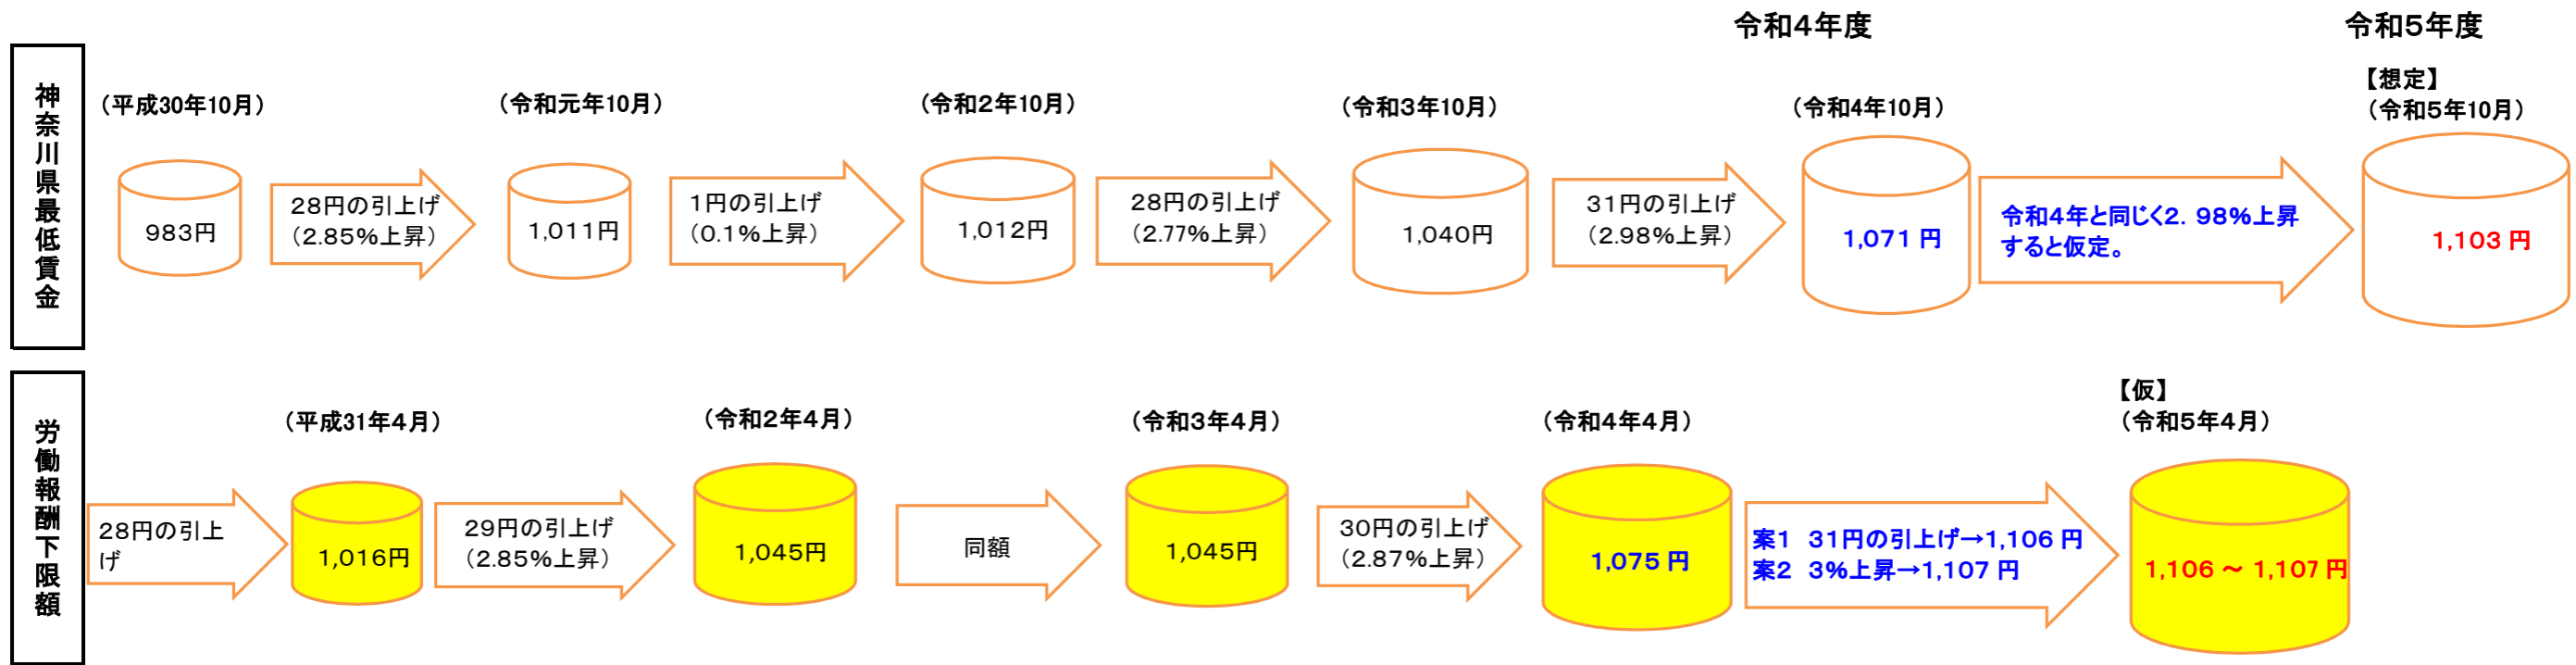 令和4年度
令和5年度
神奈川県最低賃金
（平成30年10月）
（令和元年10月）
（令和2年10月）
（令和3年10月）
（令和4年10月）
【想定】
（令和5年10月）
983円
28円の引上げ
（2.85%上昇）
1,011円
1円の引上げ
（0.1%上昇）
1,012円
28円の引上げ
（2.77%上昇）
1,040円
31円の引上げ
（2.98%上昇）
1,071 円
令和4年と同じく2. 98%上昇
すると仮定。
1,103 円
労働報酬下限額
（平成31年4月）
（令和2年4月）
（令和3年4月）
（令和4年4月）
【仮】
（令和5年4月）
28円の引上
げ
1,016円
29円の引上げ
（2.85%上昇）
1,045円
同額
1,045円
30円の引上げ
（2.87%上昇）
1,075 円
案1　31円の引上げ→1,106 円
案2　3%上昇→1,107 円
1,106 ～ 1,107 円